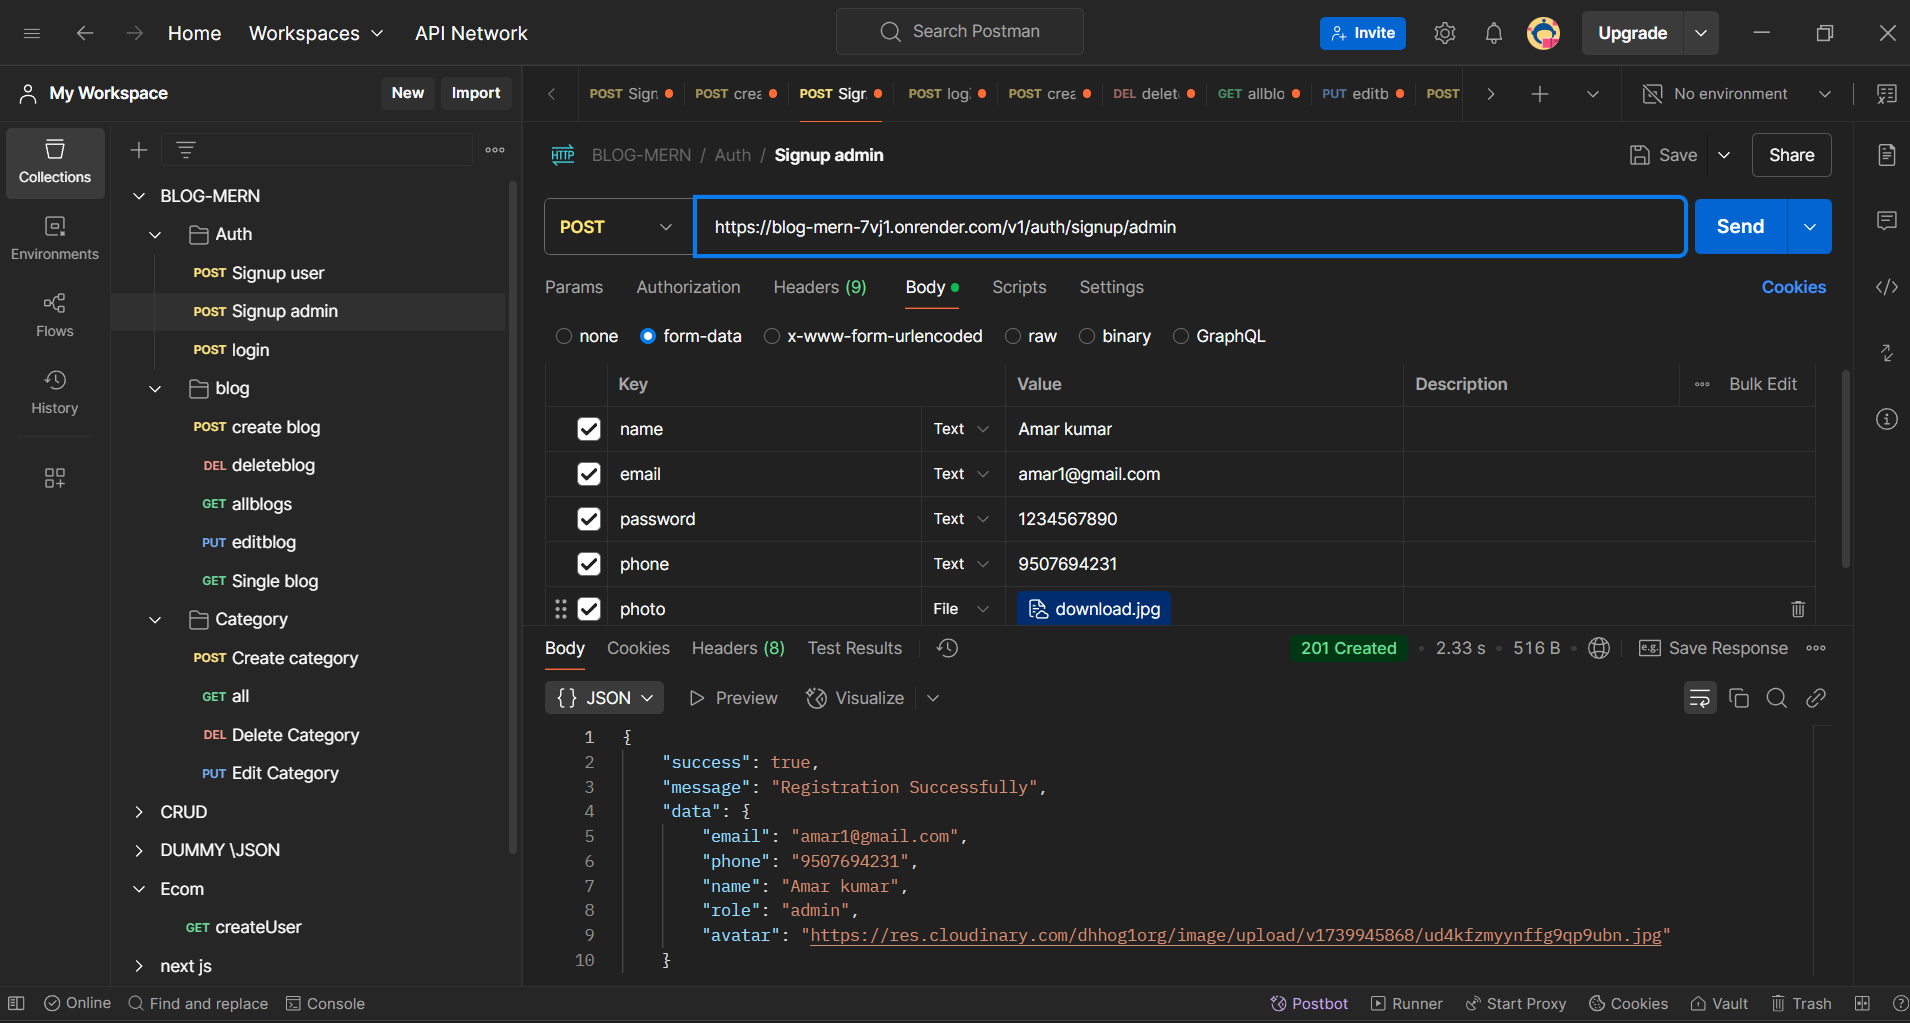 Home Workspaces API Network Search Postman Invite Upgrade
My Workspace New Import POST Sign POST crea POST Sign POST logi POST crea DEL delet GET allblo PUT editb POST No environment
Collections
Environments
Flows
History
BLOG-MERN
Auth
POST Signup user
POST Signup admin
POST login
blog
POST create blog
DEL deleteblog
GET allblogs
PUT editblog
GET Single blog
Category
POST Create category
GET all
DEL Delete Category
PUT Edit Category
CRUD
DUMMY \JSON
Ecom
GET createUser
next js
HTTP BLOG-MERN / Auth / Signup admin Save Share
POST https://blog-mern-7vj1.onrender.com/v1/auth/signup/admin Send
Params Authorization Headers (9) Body Scripts Settings Cookies
none form-data x-www-form-urlencoded raw binary GraphQL
Key Value Description Bulk Edit
name Text Amar kumar
email Text amar1@gmail.com
password Text 1234567890
phone Text 9507694231
photo File download.jpg
Body Cookies Headers (8) Test Results 201 Created • 2.33 s • 516 B • e.g. Save Response
{} JSON Preview Visualize
1 {
2 "success": true,
3 "message": "Registration Successfully",
4 "data": {
5 "email": "amar1@gmail.com",
6 "phone": "9507694231",
7 "name": "Amar kumar",
8 "role": "admin",
9 "avatar": "https://res.cloudinary.com/dhhog1org/image/upload/v1739945868/ud4kfzmyynffg9qp9ubn.jpg"
10 }
Online Find and replace Console Postbot Runner Start Proxy Cookies Vault Trash